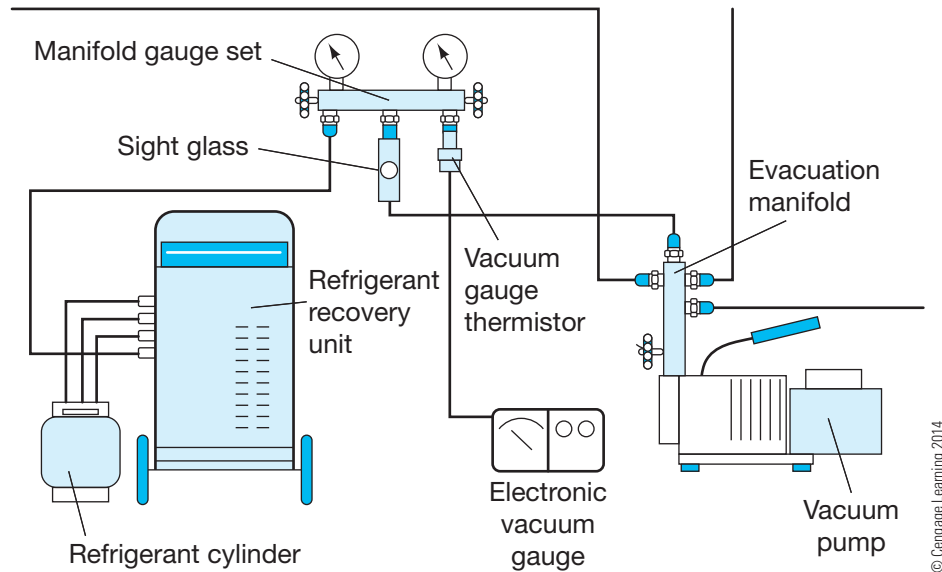 Manifold gauge set
Sight glass
Evacuation
manifold
Vacuum
gauge
thermistor
Refrigerant
recovery
unit
Electronic
vacuum
gauge
Vacuum
pump
Refrigerant cylinder
© Cengage Learning 2014